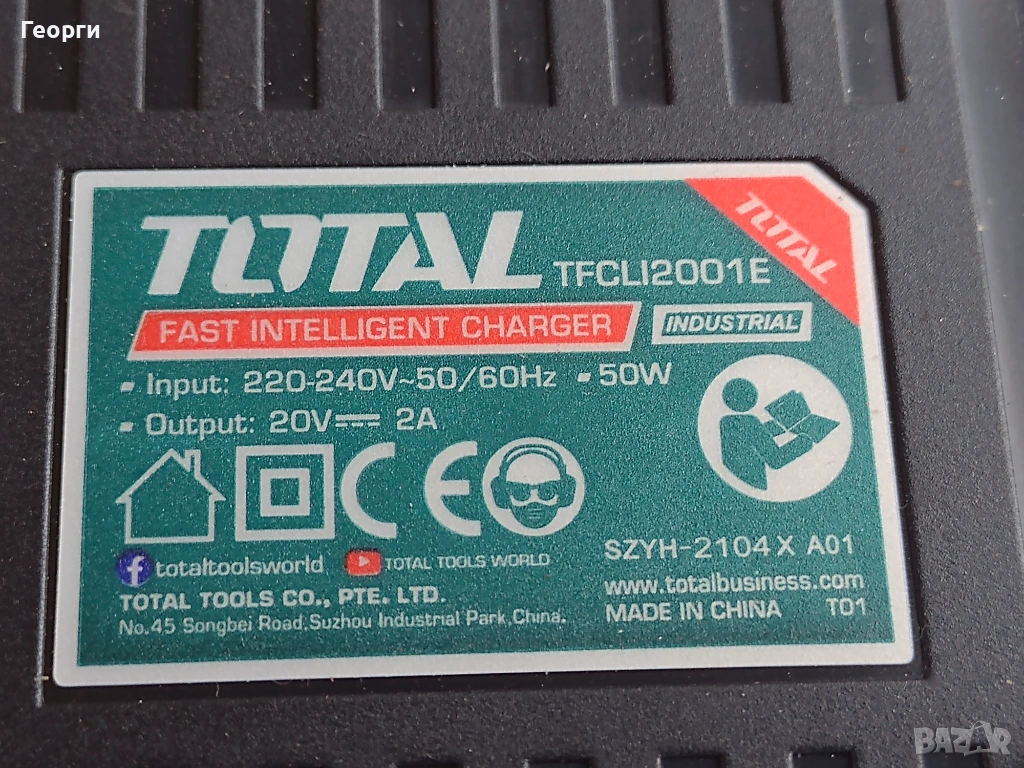 Георги
TOTAL
TFCLI2001E
TOTAL
FAST INTELLIGENT CHARGER
INDUSTRIAL
▪ Input: 220-240V~50/60Hz ▪ 50W
▪ Output: 20V⎓ 2A
CE
f totaltoolsworld
TOTAL TOOLS WORLD
TOTAL TOOLS CO., PTE. LTD.
No.45 Songbei Road,Suzhou Industrial Park,China.
SZYH-2104 X A01
www.totalbusiness.com
MADE IN CHINA T01
BAZAR